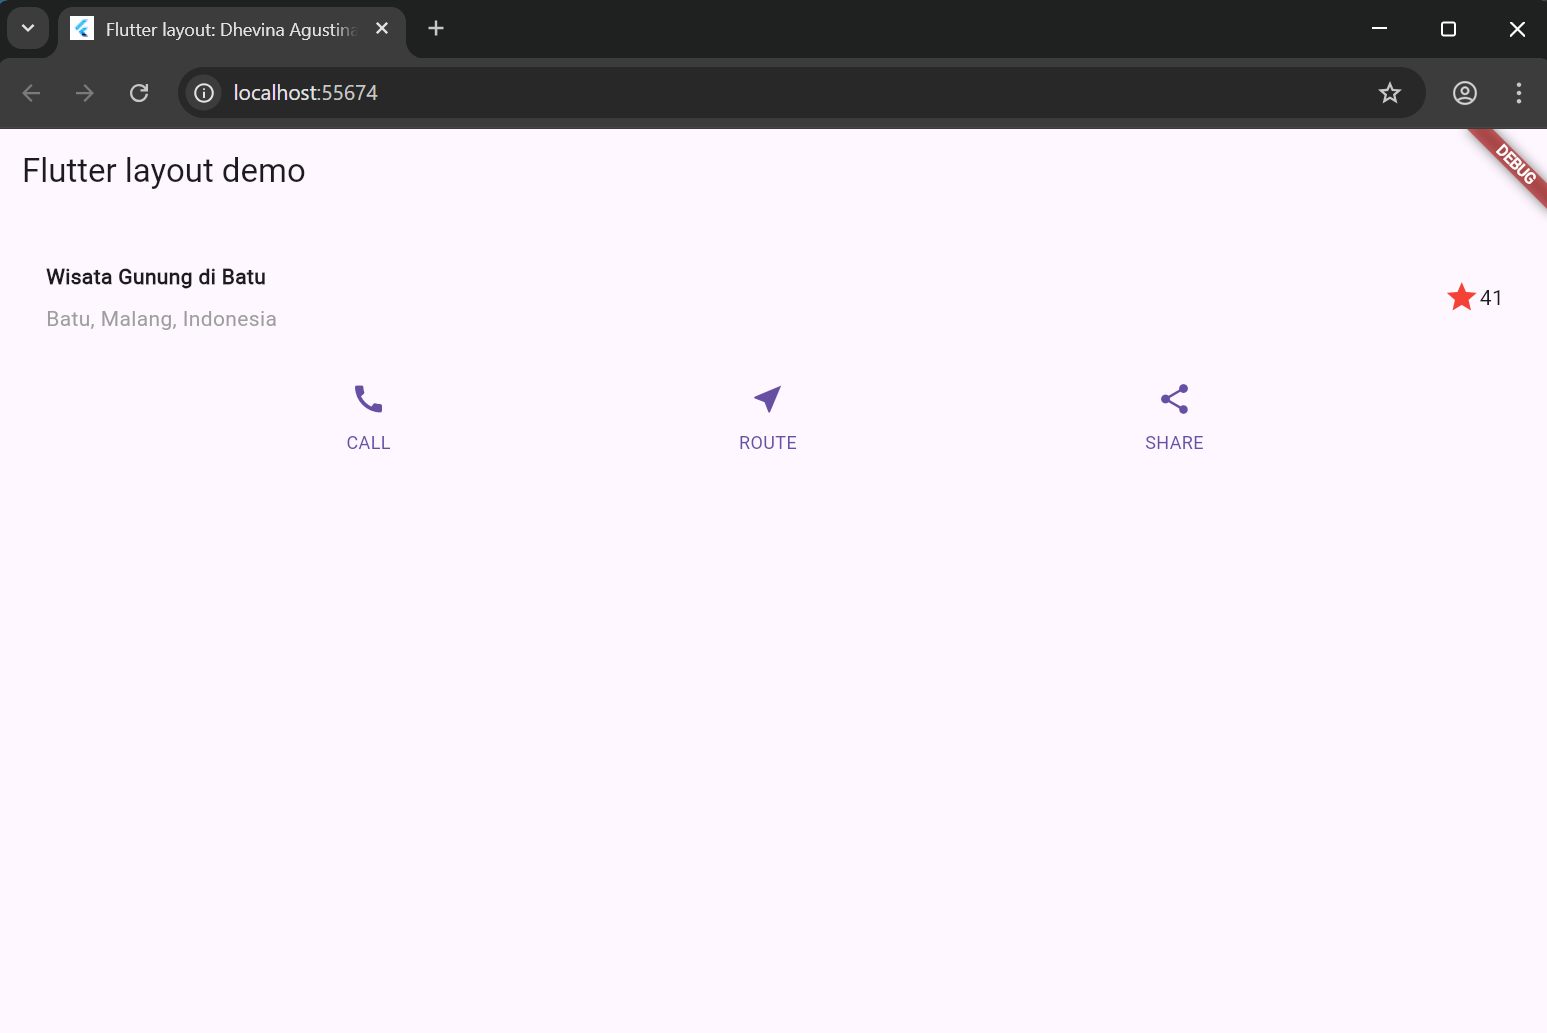 Flutter layout: Dhevina Agustina
localhost:55674
Flutter layout demo
DEBUG
Wisata Gunung di Batu
Batu, Malang, Indonesia
41
CALL
ROUTE
SHARE